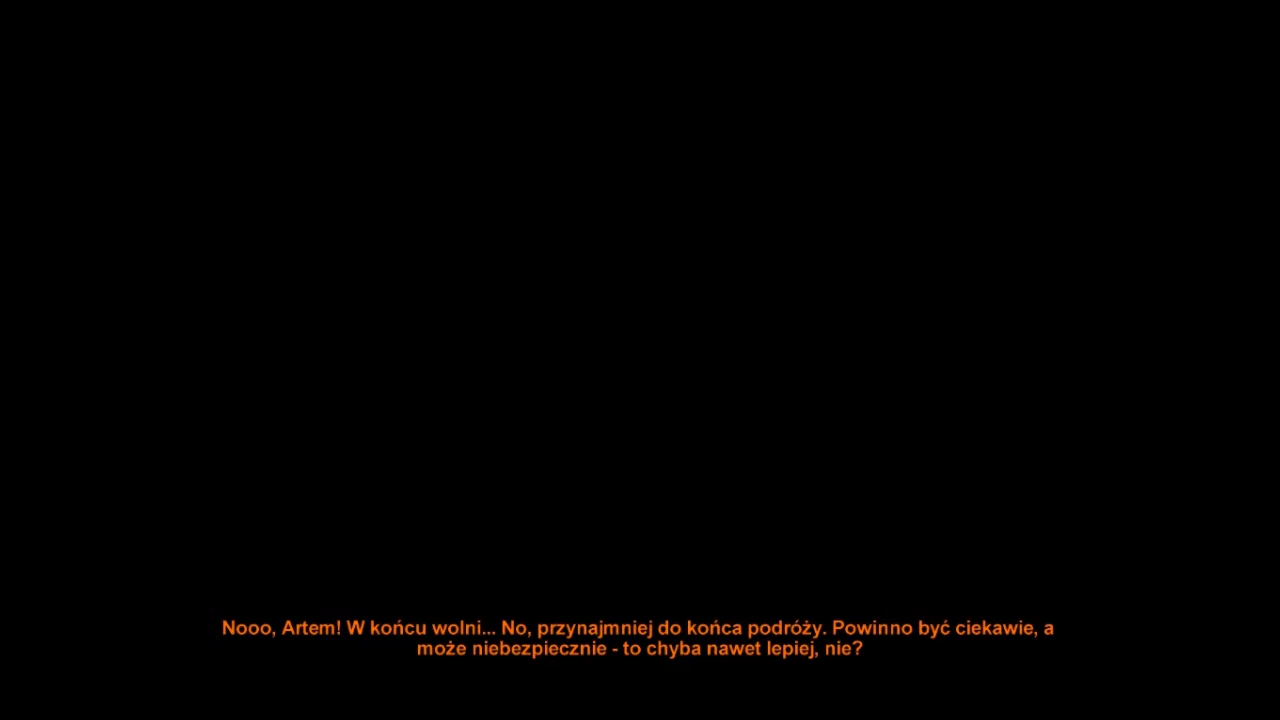 Nooo, Artem! W końcu wolni... No, przynajmniej do końca podróży. Powinno być ciekawie, a
może niebezpiecznie - to chyba nawet lepiej, nie?